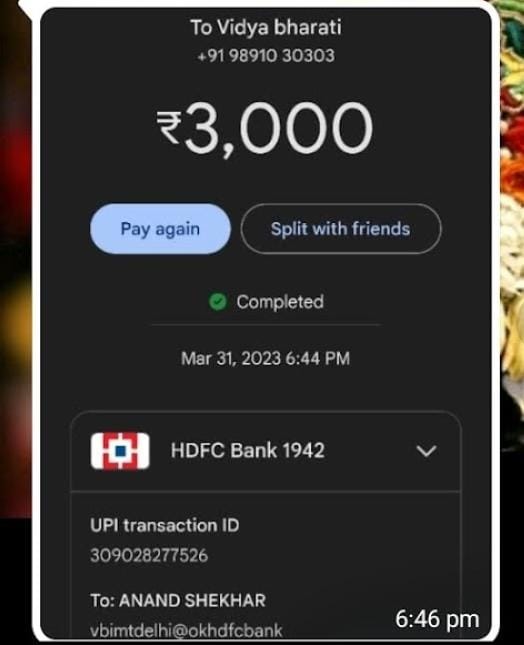 To Vidya bharati
+91 98910 30303
₹3,000
Pay again
Split with friends
Completed
Mar 31, 2023 6:44 PM
HDFC Bank 1942
UPI transaction ID
309028277526
To: ANAND SHEKHAR
vbimtdelhi@okhdfcbank
6:46 pm